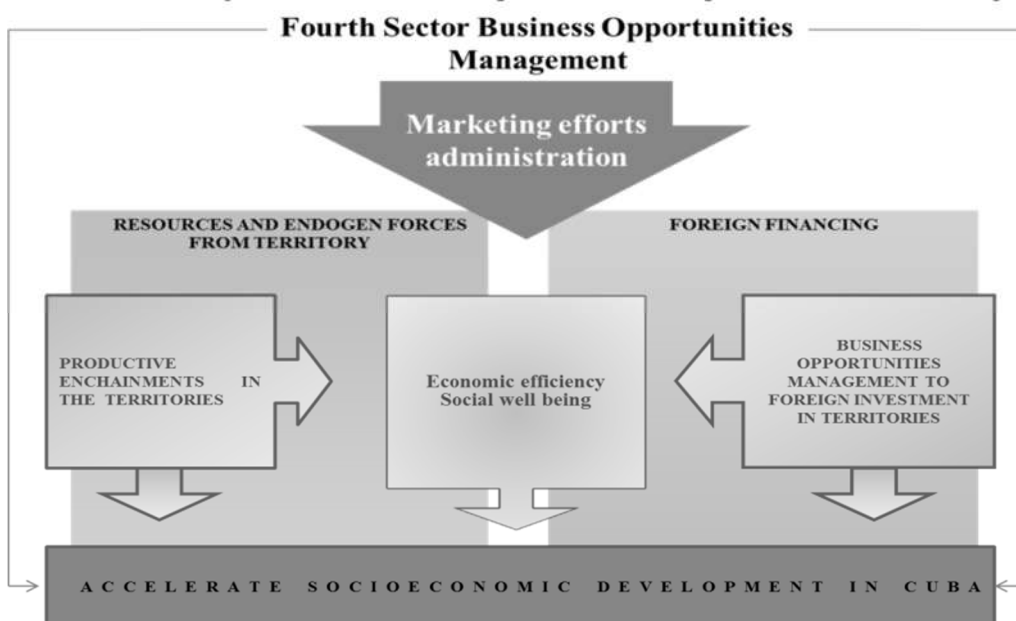 Fourth Sector Business Opportunities
Management
Marketing efforts
administration
RESOURCES AND ENDOGEN FORCES
FROM TERRITORY
FOREIGN FINANCING
PRODUCTIVE
ENCHAINMENTS IN
THE TERRITORIES
Economic efficiency
Social well being
BUSINESS
OPPORTUNITIES
MANAGEMENT TO
FOREIGN INVESTMENT
IN TERRITORIES
ACCELERATE SOCIOECONOMIC DEVELOPMENT IN CUBA